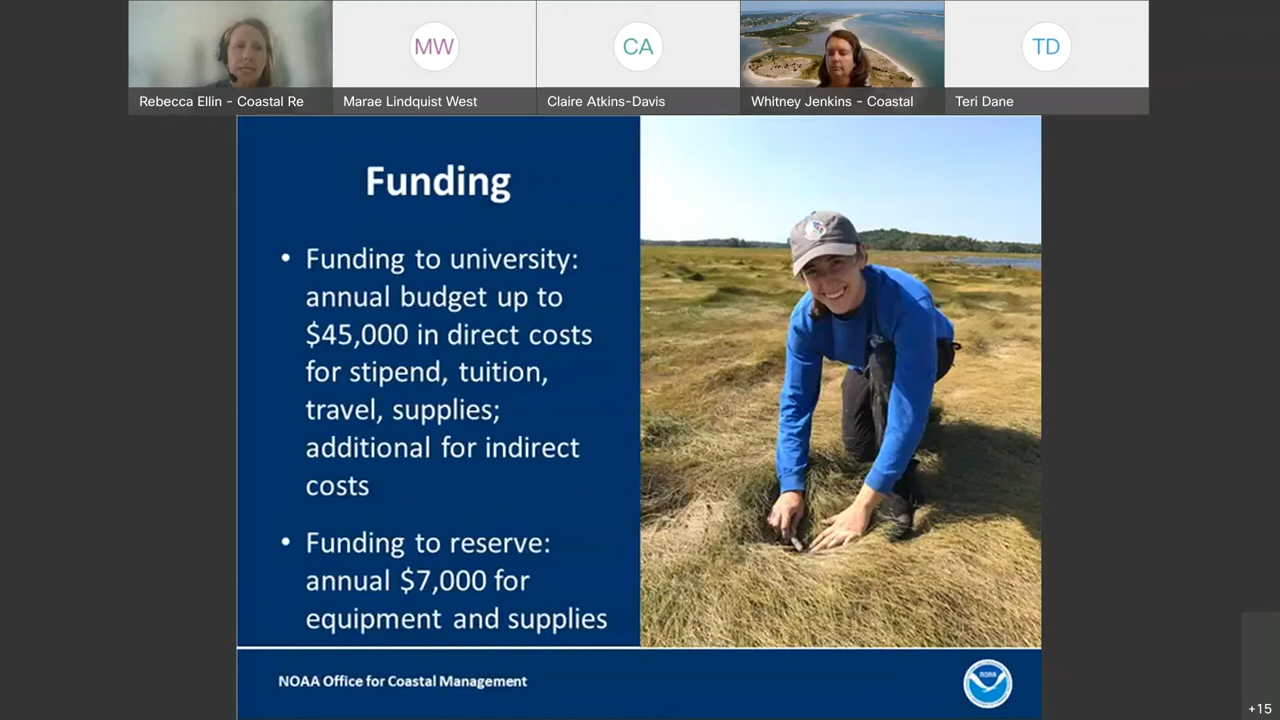 MW
CA
TD
Rebecca Ellin - Coastal Re
Marae Lindquist West
Claire Atkins-Davis
Whitney Jenkins - Coastal
Teri Dane
Funding
• Funding to university:
annual budget up to
$45,000 in direct costs
for stipend, tuition,
travel, supplies;
additional for indirect
costs
• Funding to reserve:
annual $7,000 for
equipment and supplies
NOAA Office for Coastal Management
NOAA
+15